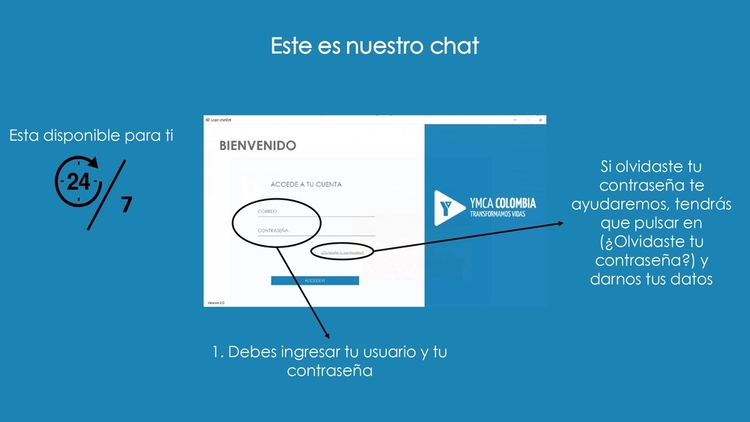 Este es nuestro chat
Esta disponible para ti
24
7
Login chatbot
BIENVENIDO
ACCEDE A TU CUENTA
CORREO
CONTRASEÑA
¿Olvidaste tu contraseña?
ACCEDER
Version 2.0
YMCA COLOMBIA
TRANSFORMAMOS VIDAS
Si olvidaste tu
contraseña te
ayudaremos, tendrás
que pulsar en
(¿Olvidaste tu
contraseña?) y
darnos tus datos
1. Debes ingresar tu usuario y tu
contraseña